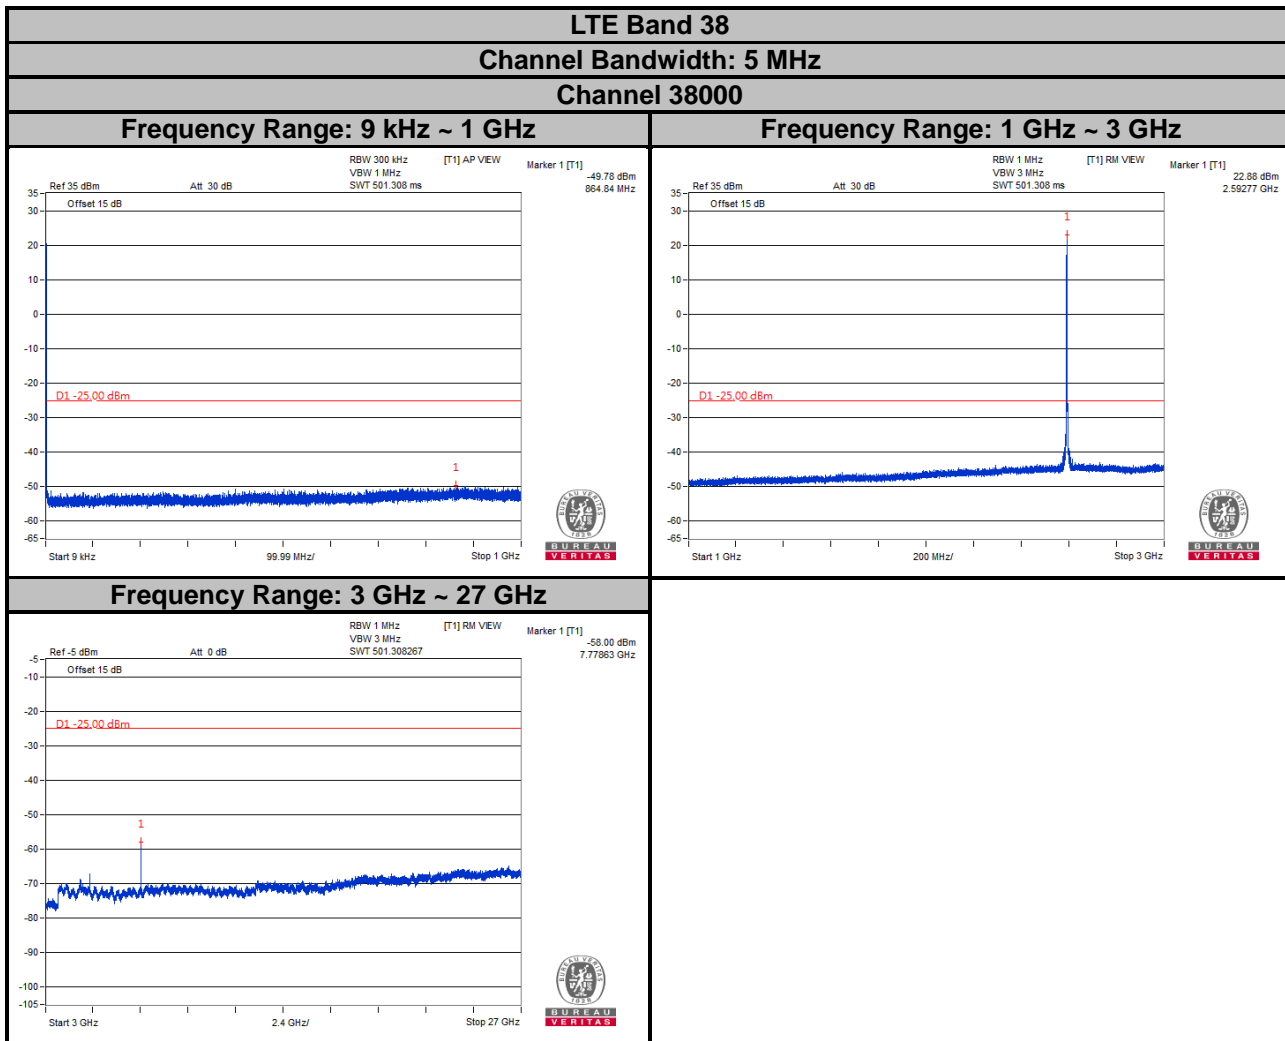 LTE Band 38
Channel Bandwidth: 5 MHz
Channel 38000
Frequency Range: 9 kHz ~ 1 GHz
RBW 300 kHz [T1] AP VIEW
VBW 1 MHz
SWT 501.308 ms
Marker 1 [T1]
-49.78 dBm
864.84 MHz
Ref 35 dBm Att 30 dB
Offset 15 dB
35
30
20
10
0
-10
-20
-30
-40
-50
-60
-65
D1 -25.00 dBm
1
Start 9 kHz 99.99 MHz/ Stop 1 GHz
BUREAU VERITAS
1828
BUREAU
VERITAS
Frequency Range: 1 GHz ~ 3 GHz
RBW 1 MHz [T1] RM VIEW
VBW 3 MHz
SWT 501.308 ms
Marker 1 [T1]
22.88 dBm
2.59277 GHz
Ref 35 dBm Att 30 dB
Offset 15 dB
35
30
20
10
0
-10
-20
-30
-40
-50
-60
-65
1
D1 -25.00 dBm
Start 1 GHz 200 MHz/ Stop 3 GHz
BUREAU VERITAS
1828
BUREAU
VERITAS
Frequency Range: 3 GHz ~ 27 GHz
RBW 1 MHz [T1] RM VIEW
VBW 3 MHz
SWT 501.308267
Marker 1 [T1]
-58.00 dBm
7.77863 GHz
Ref -5 dBm Att 0 dB
Offset 15 dB
-5
-10
-20
-30
-40
-50
-60
-70
-80
-90
-100
-105
D1 -25.00 dBm
1
Start 3 GHz 2.4 GHz/ Stop 27 GHz
BUREAU VERITAS
1828
BUREAU
VERITAS